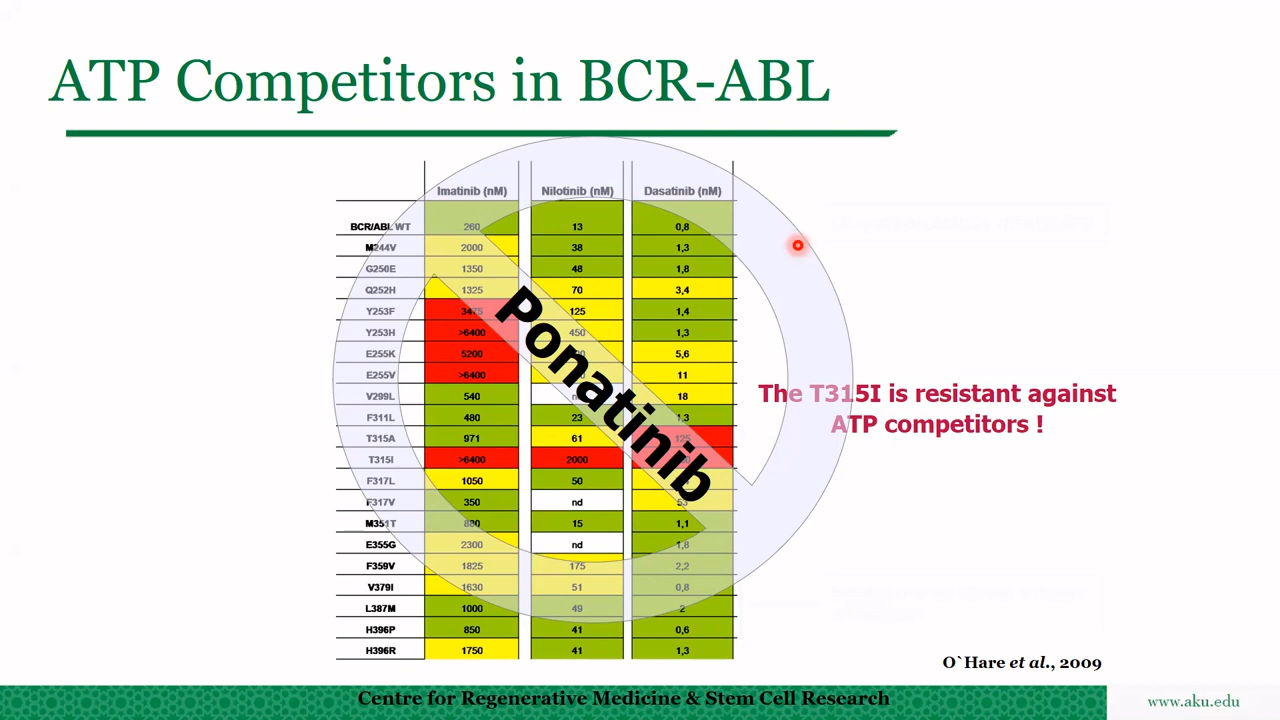 ATP Competitors in BCR-ABL
Imatinib (nM) Nilotinib (nM) Dasatinib (nM)
BCR/ABL WT 260 13 0,8
M244V 2000 38 1,3
G250E 1350 48 1,8
Q252H 1325 70 3,4
Y253F 3475 125 1,4
Y253H >6400 450 1,3
E255K 5200 5,6
E255V >6400 11
V299L 540 18
F311L 480 23 1,3
T315A 971 61 125
T315I >6400 2000
F317L 1050 50
F317V 350 nd 53
M351T 880 15 1,1
E355G 2300 nd 1,8
F359V 1825 175 2,2
V379I 1630 51 0,8
L387M 1000 49 2
H396P 850 41 0,6
H396R 1750 41 1,3
Ponatinib
The T315I is resistant against
ATP competitors !
O`Hare et al., 2009
Centre for Regenerative Medicine & Stem Cell Research
www.aku.edu